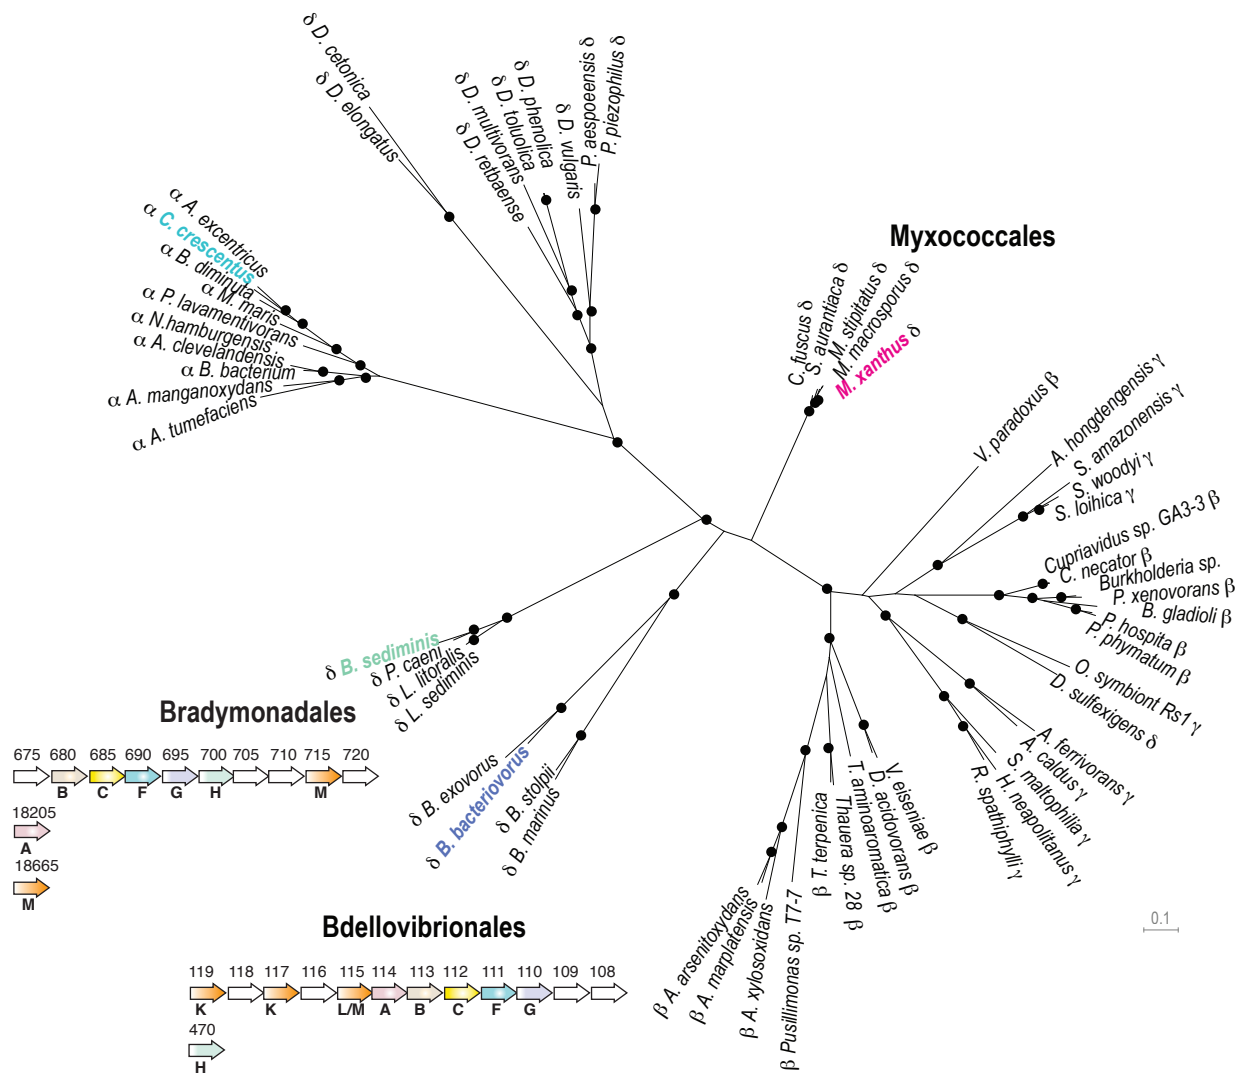 δ D. cetonica
δ D. elongatus
δ D. multivorans
δ D. retbaense
δ D. toluolica
δ D. phenolica
δ D. vulgaris
P. aespoeensis δ
P. piezophilus δ
α A. excentricus
α C. crescentus
α B. diminuta
α M. maris
α P. lavamentivorans
α N.hamburgensis
α A. clevelandensis
α B. bacterium
α A. manganoxydans
α A. tumefaciens
Myxococcales
C. fuscus δ
S. aurantiaca δ
M. stipitatus δ
M. macrosporus δ
M. xanthus δ
V. paradoxus β
A. hongdengensis γ
S. amazonensis γ
S. woodyi γ
S. loihica γ
Cupriavidus sp. GA3-3 β
C. necator β
Burkholderia sp.
P. xenovorans β
B. gladioli β
P. hospita β
P. phymatum β
O. symbiont Rs1 γ
D. sulfexigens δ
A. ferrivorans γ
A. caldus γ
S. maltophilia γ
H. neapolitanus γ
R. spathiphylli γ
V. eiseniae β
D. acidovorans β
T. aminoaromatica β
Thauera sp. 28 β
β T. terpenica
β Pusillimonas sp. T7-7
β A. xylosoxidans
β A. marplatensis
β A. arsenitoxydans
δ B. sediminis
δ P. caeni
δ L. litoralis
δ L. sediminis
δ B. exovorus
δ B. bacteriovorus
δ B. stolpii
δ B. marinus
Bradymonadales
675 680 685 690 695 700 705 710 715 720
B C F G H M
18205
A
18665
M
Bdellovibrionales
119 118 117 116 115 114 113 112 111 110 109 108
K K L/M A B C F G
470
H
0.1